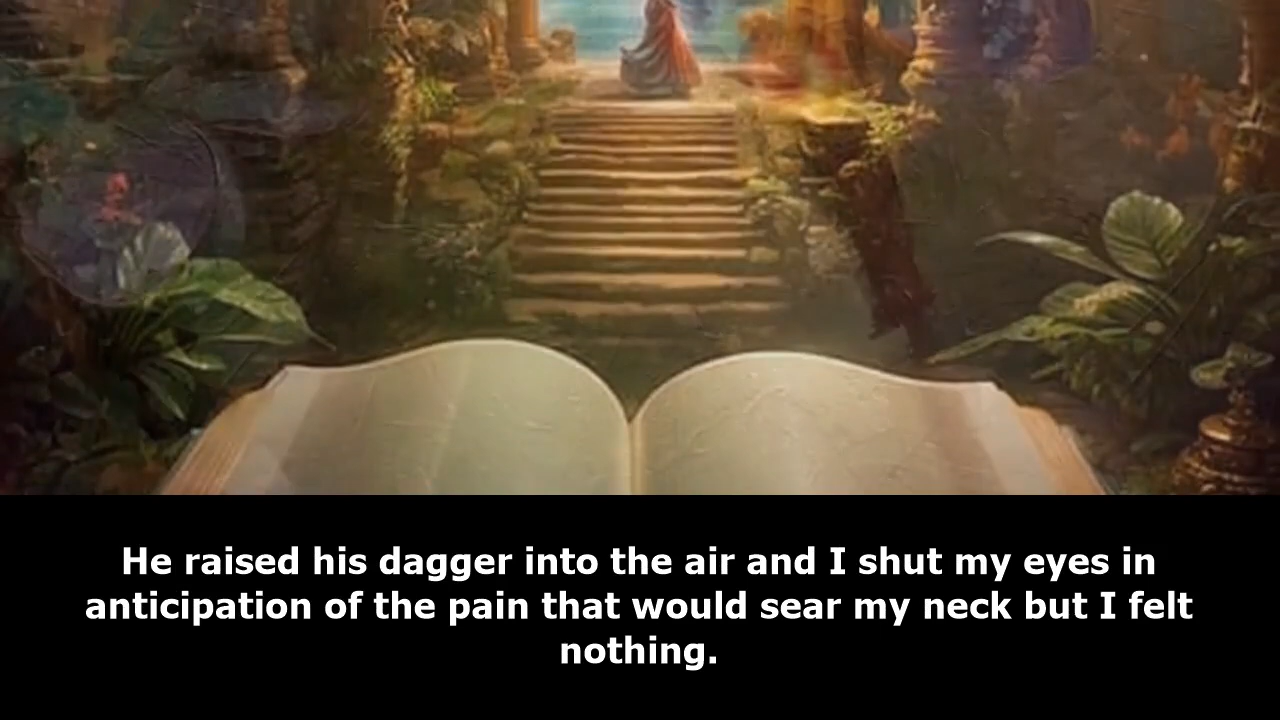 He raised his dagger into the air and I shut my eyes in
anticipation of the pain that would sear my neck but I felt
nothing.